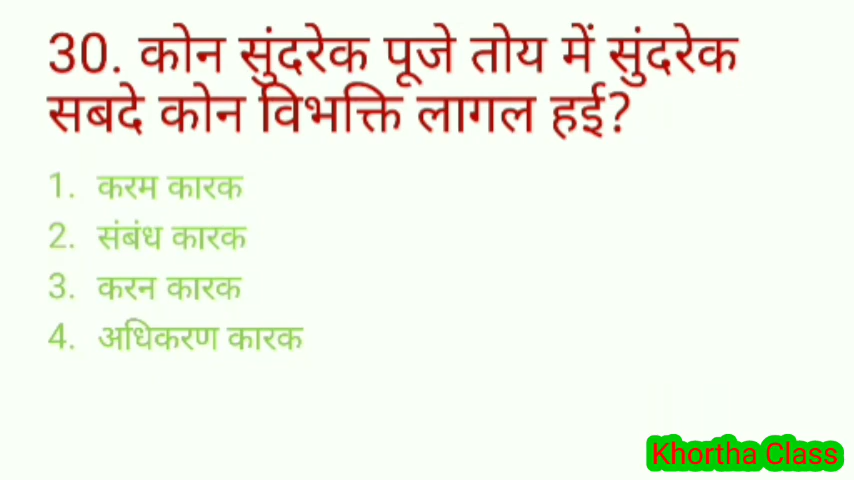 30. कोन सुंदरेक पूजे तोय में सुंदरेक
सबदे कोन विभक्ति लागल हई?
1. करम कारक
2. संबंध कारक
3. करन कारक
4. अधिकरण कारक
Khortha Class